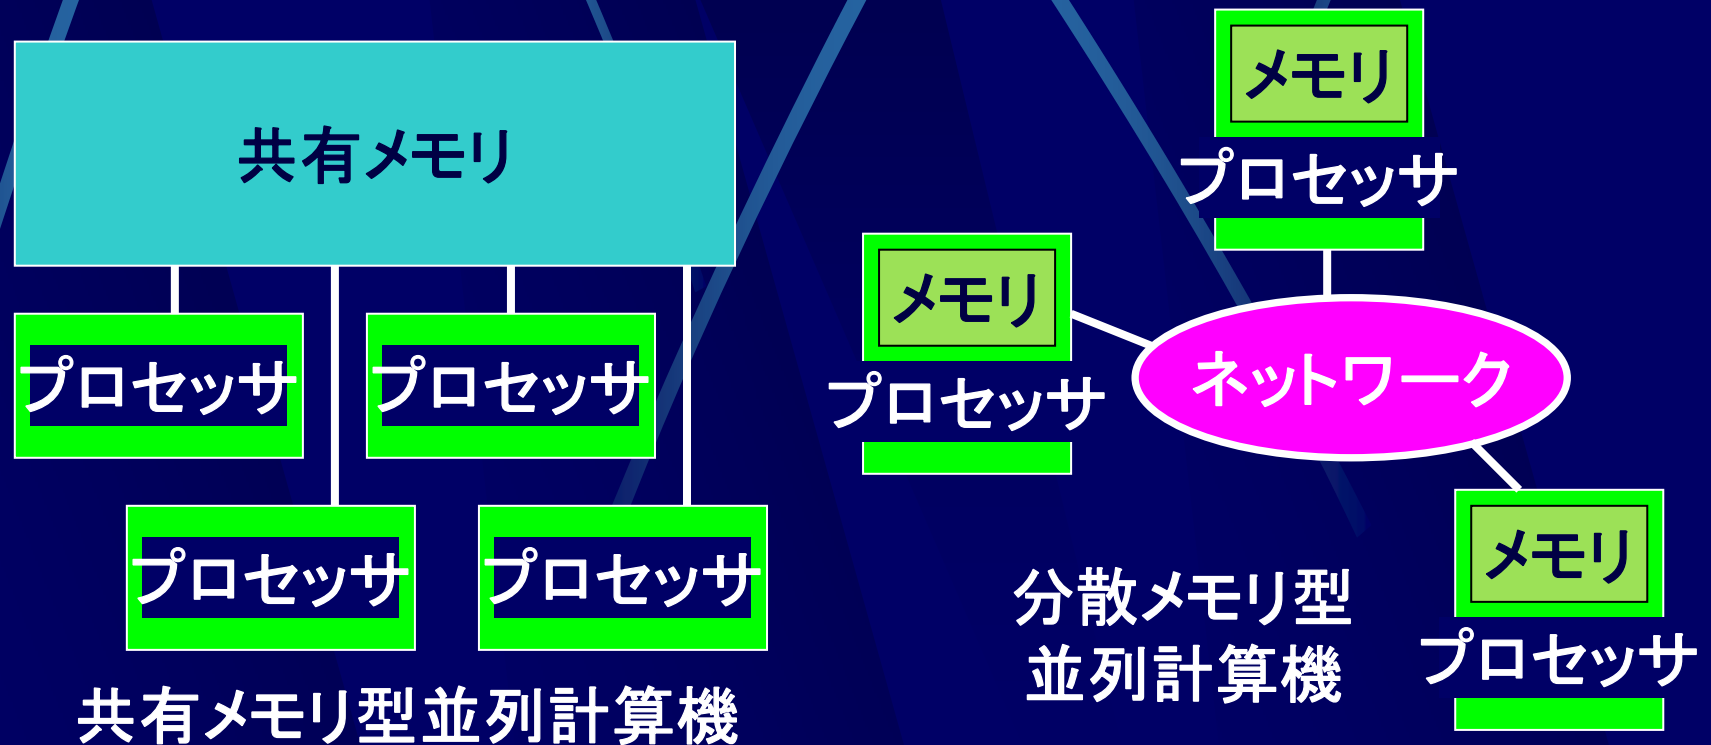 共有メモリ
プロセッサ
プロセッサ
プロセッサ
プロセッサ
共有メモリ型並列計算機
メモリ
プロセッサ
メモリ
プロセッサ
ネットワーク
メモリ
プロセッサ
分散メモリ型
並列計算機